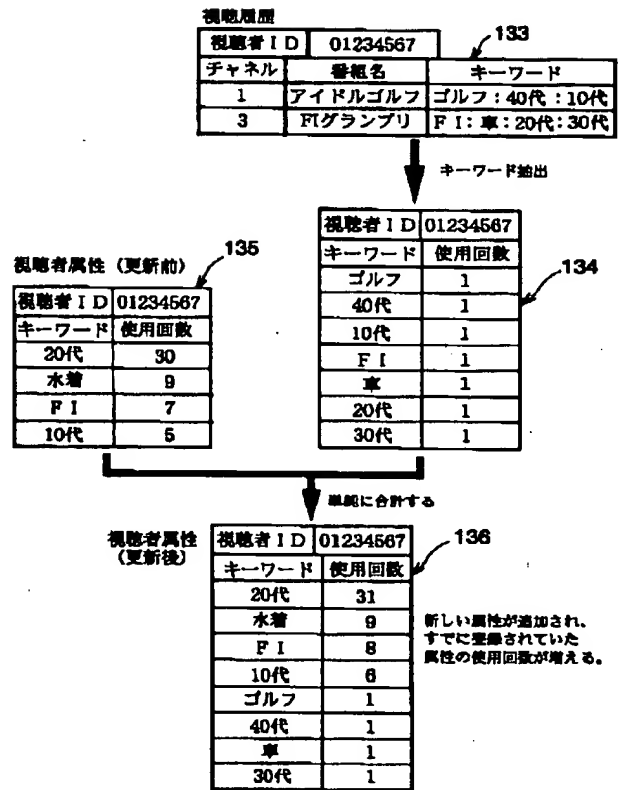 視聴履歴
視聴者ID 01234567
133
チャネル 番組名 キーワード
1 アイドルゴルフ ゴルフ:40代:10代
3 FIグランプリ FI:車:20代:30代
キーワード抽出
視聴者ID 01234567
キーワード 使用回数
134
ゴルフ 1
40代 1
10代 1
FI 1
車 1
20代 1
30代 1
視聴者属性(更新前)
135
視聴者ID 01234567
キーワード 使用回数
20代 30
水着 9
FI 7
10代 5
単純に合計する
視聴者属性
(更新後)
視聴者ID 01234567
136
キーワード 使用回数
20代 31
水着 9
FI 8
10代 6
ゴルフ 1
40代 1
車 1
30代 1
新しい属性が追加され、
すでに登録されていた
属性の使用回数が増える。